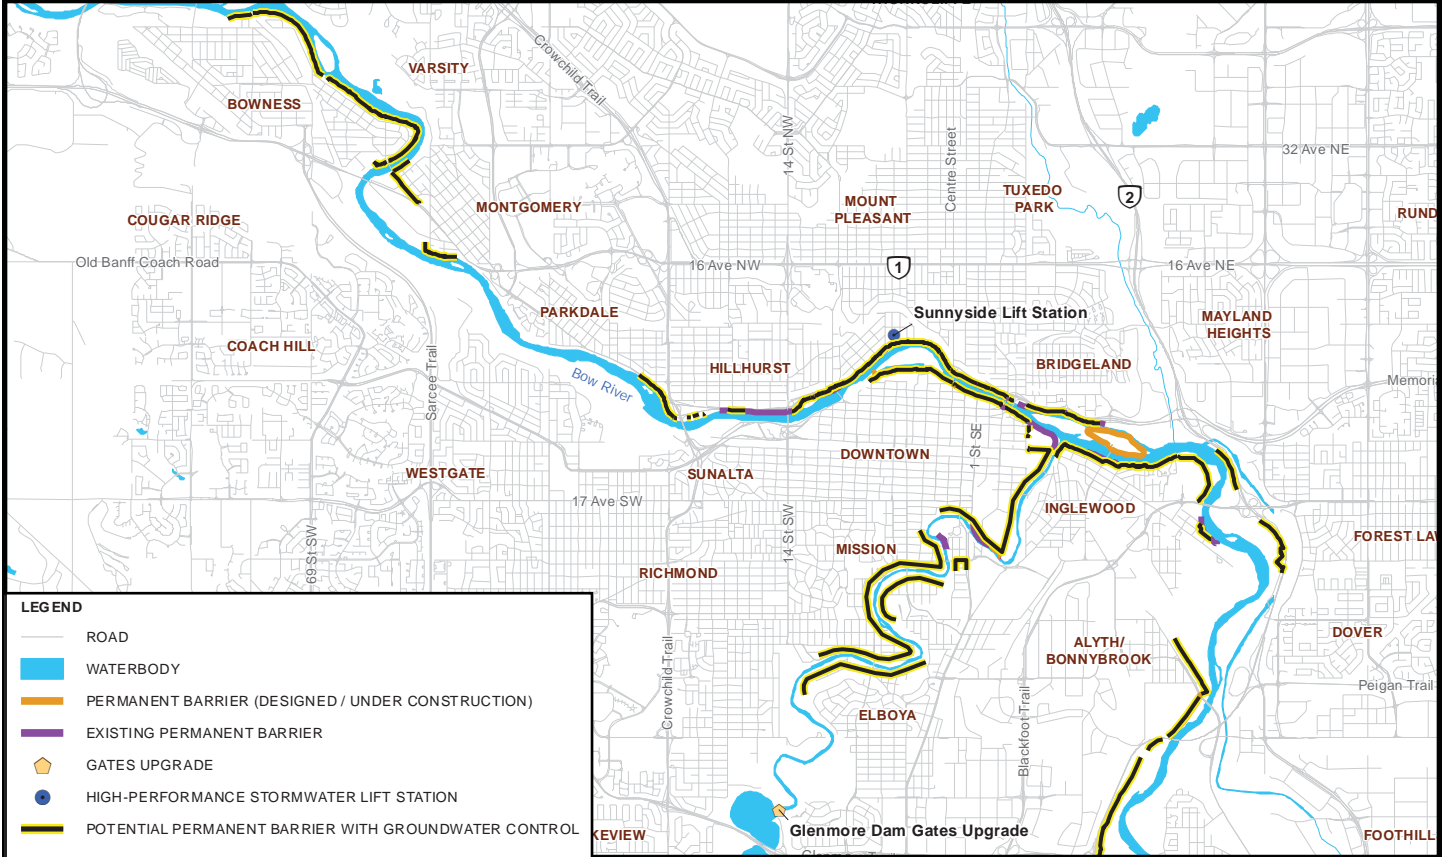 VARSITY
Crowchild Trail
BOWNESS
14 St NW
Centre Street
32 Ave NE
2
TUXEDO
PARK
MOUNT
PLEASANT
MONTGOMERY
COUGAR RIDGE
RUND
Old Banff Coach Road
16 Ave NW
1
16 Ave NE
PARKDALE
Sunnyside Lift Station
MAYLAND
HEIGHTS
COACH HILL
Sarcee Trail
HILLHURST
BRIDGELAND
Bow River
Memori
DOWNTOWN
1 St SE
WESTGATE
SUNALTA
17 Ave SW
INGLEWOOD
69 St SW
14 St SW
MISSION
FOREST LA
RICHMOND
LEGEND
ROAD
WATERBODY
PERMANENT BARRIER (DESIGNED / UNDER CONSTRUCTION)
EXISTING PERMANENT BARRIER
GATES UPGRADE
HIGH-PERFORMANCE STORMWATER LIFT STATION
POTENTIAL PERMANENT BARRIER WITH GROUNDWATER CONTROL
Crowchild Trail
DOVER
ALYTH/
BONNYBROOK
Peigan Trail
ELBOYA
Blackfoot Trail
Glenmore Dam Gates Upgrade
KEVIEW
FOOTHILL